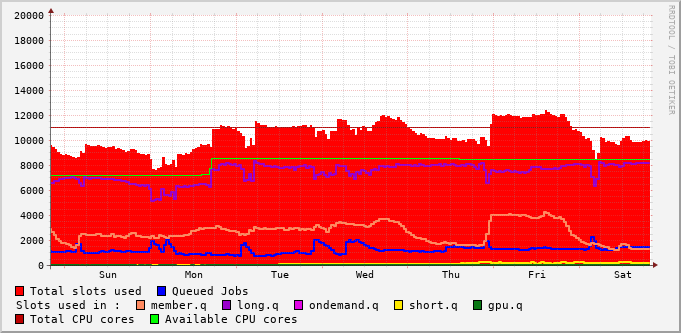 20000
18000
16000
14000
12000
10000
8000
6000
4000
2000
0
Sun Mon Tue Wed Thu Fri Sat
RRDTOOL / TOBI OETIKER
Total slots used Queued Jobs
Slots used in : member.q long.q ondemand.q short.q gpu.q
Total CPU cores Available CPU cores